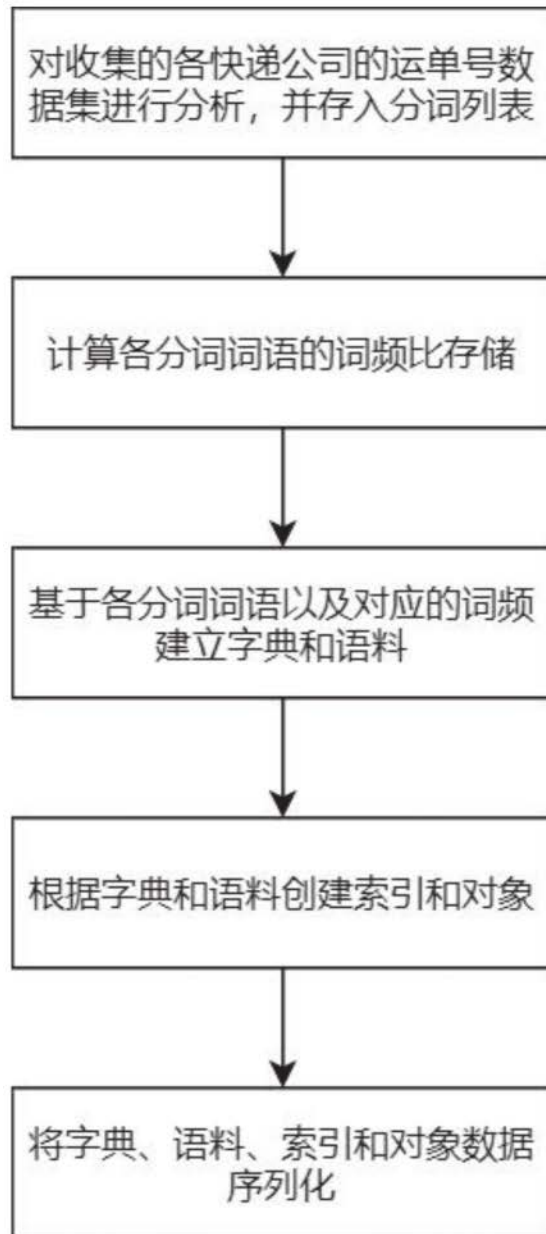 对收集的各快递公司的运单号数
据集进行分析，并存入分词列表
计算各分词词语的词频比存储
基于各分词词语以及对应的词频
建立字典和语料
根据字典和语料创建索引和对象
将字典、语料、索引和对象数据
序列化